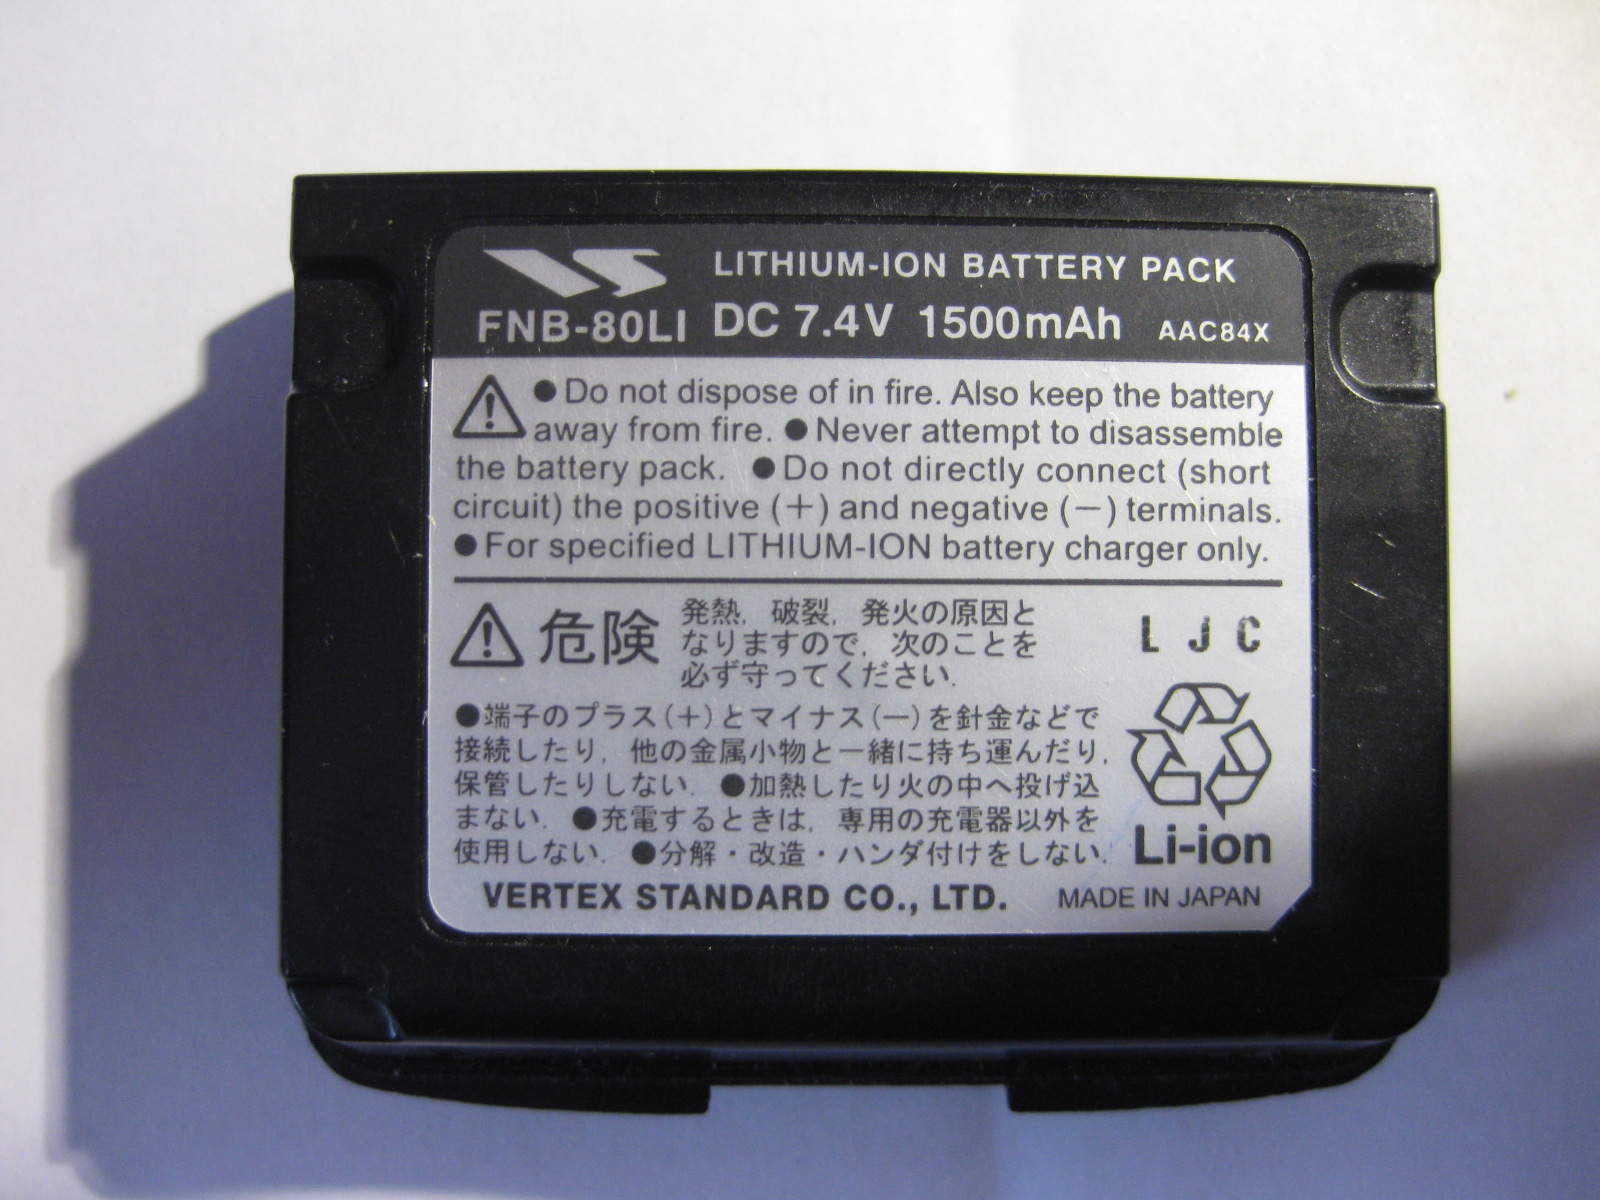 VS LITHIUM-ION BATTERY PACK
FNB-80LI DC 7.4V 1500mAh AAC84X
●Do not dispose of in fire. Also keep the battery
away from fire. ●Never attempt to disassemble
the battery pack. ●Do not directly connect (short
circuit) the positive (+) and negative (−) terminals.
●For specified LITHIUM-ION battery charger only.
危険
発熱, 破裂, 発火の原因と
なりますので, 次のことを
必ず守ってください.
L J C
●端子のプラス(+)とマイナス(−)を針金などで
接続したり, 他の金属小物と一緒に持ち運んだり,
保管したりしない. ●加熱したり火の中へ投げ込
まない. ●充電するときは, 専用の充電器以外を
使用しない. ●分解・改造・ハンダ付けをしない.
Li-ion
VERTEX STANDARD CO., LTD. MADE IN JAPAN